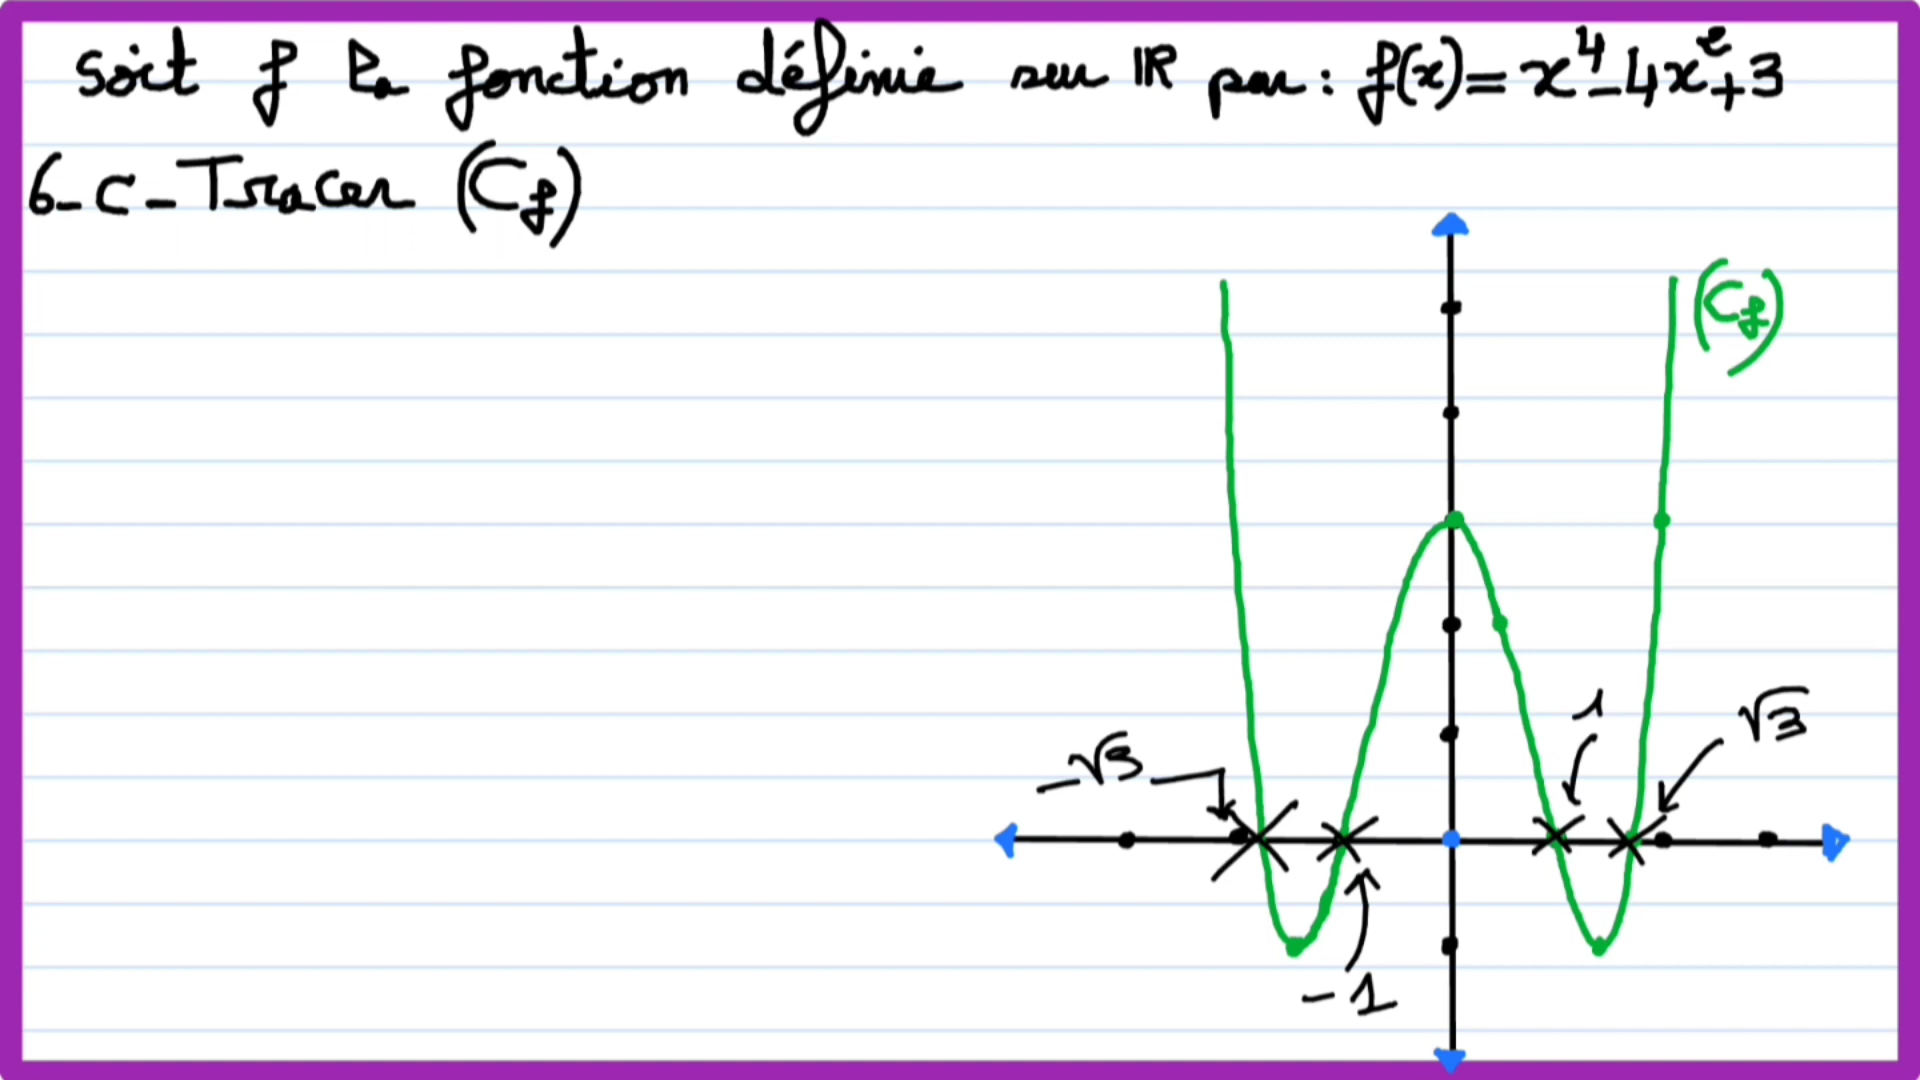 soit f la fonction définie sur ℝ par : f(x) = x⁴ - 4x² + 3
6-c-Tracer (Cf)
(Cf)
1
√3
-√3
-1